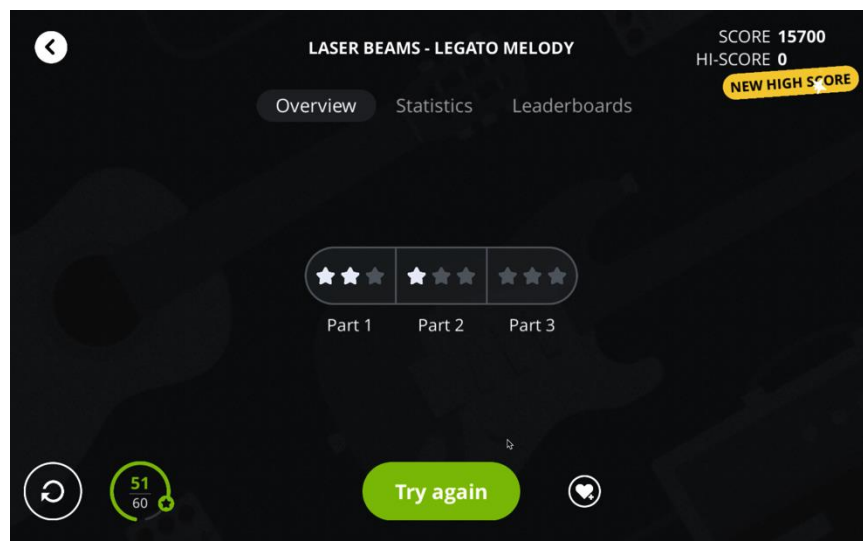 LASER BEAMS - LEGATO MELODY
SCORE 15700
HI-SCORE 0
NEW HIGH SCORE
Overview Statistics Leaderboards
Part 1 Part 2 Part 3
51
60
Try again